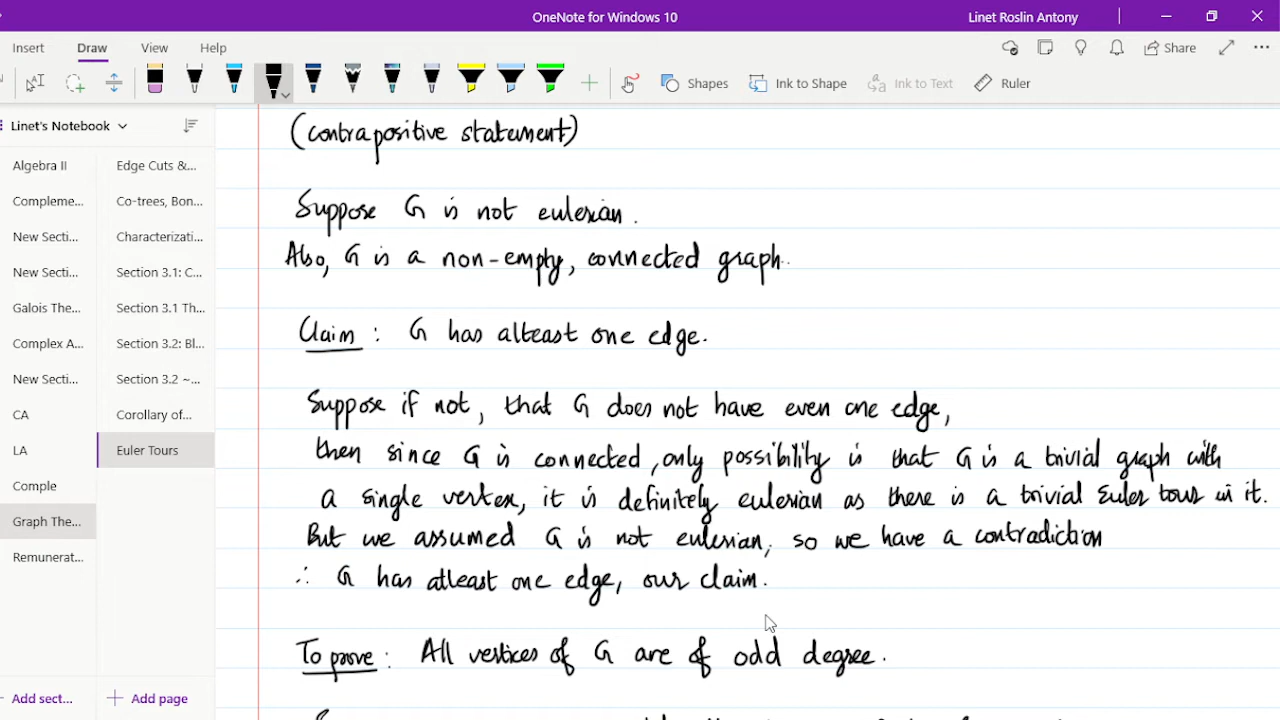 OneNote for Windows 10
Linet Roslin Antony
Insert
Draw
View
Help
Share
Shapes
Ink to Shape
Ink to Text
Ruler
Linet's Notebook
Algebra II
Compleme...
New Secti...
New Secti...
Galois The...
Complex A...
New Secti...
CA
LA
Comple
Graph The...
Remunerat...
Add sect...
Edge Cuts &...
Co-trees, Bon...
Characterizati...
Section 3.1: C...
Section 3.1 Th...
Section 3.2: Bl...
Section 3.2 ~...
Corollary of...
Euler Tours
Add page
(contrapositive statement)
Suppose G is not eulerian.
Also, G is a non-empty, connected graph.
Claim : G has alteast one edge.
Suppose if not, that G does not have even one edge,
then since G is connected, only possibility is that G is a trivial graph with
a single vertex, it is definitely eulerian as there is a trivial Euler tour in it.
But we assumed G is not eulerian, so we have a contradiction
∴ G has atleast one edge, our claim.
To prove : All vertices of G are of odd degree.